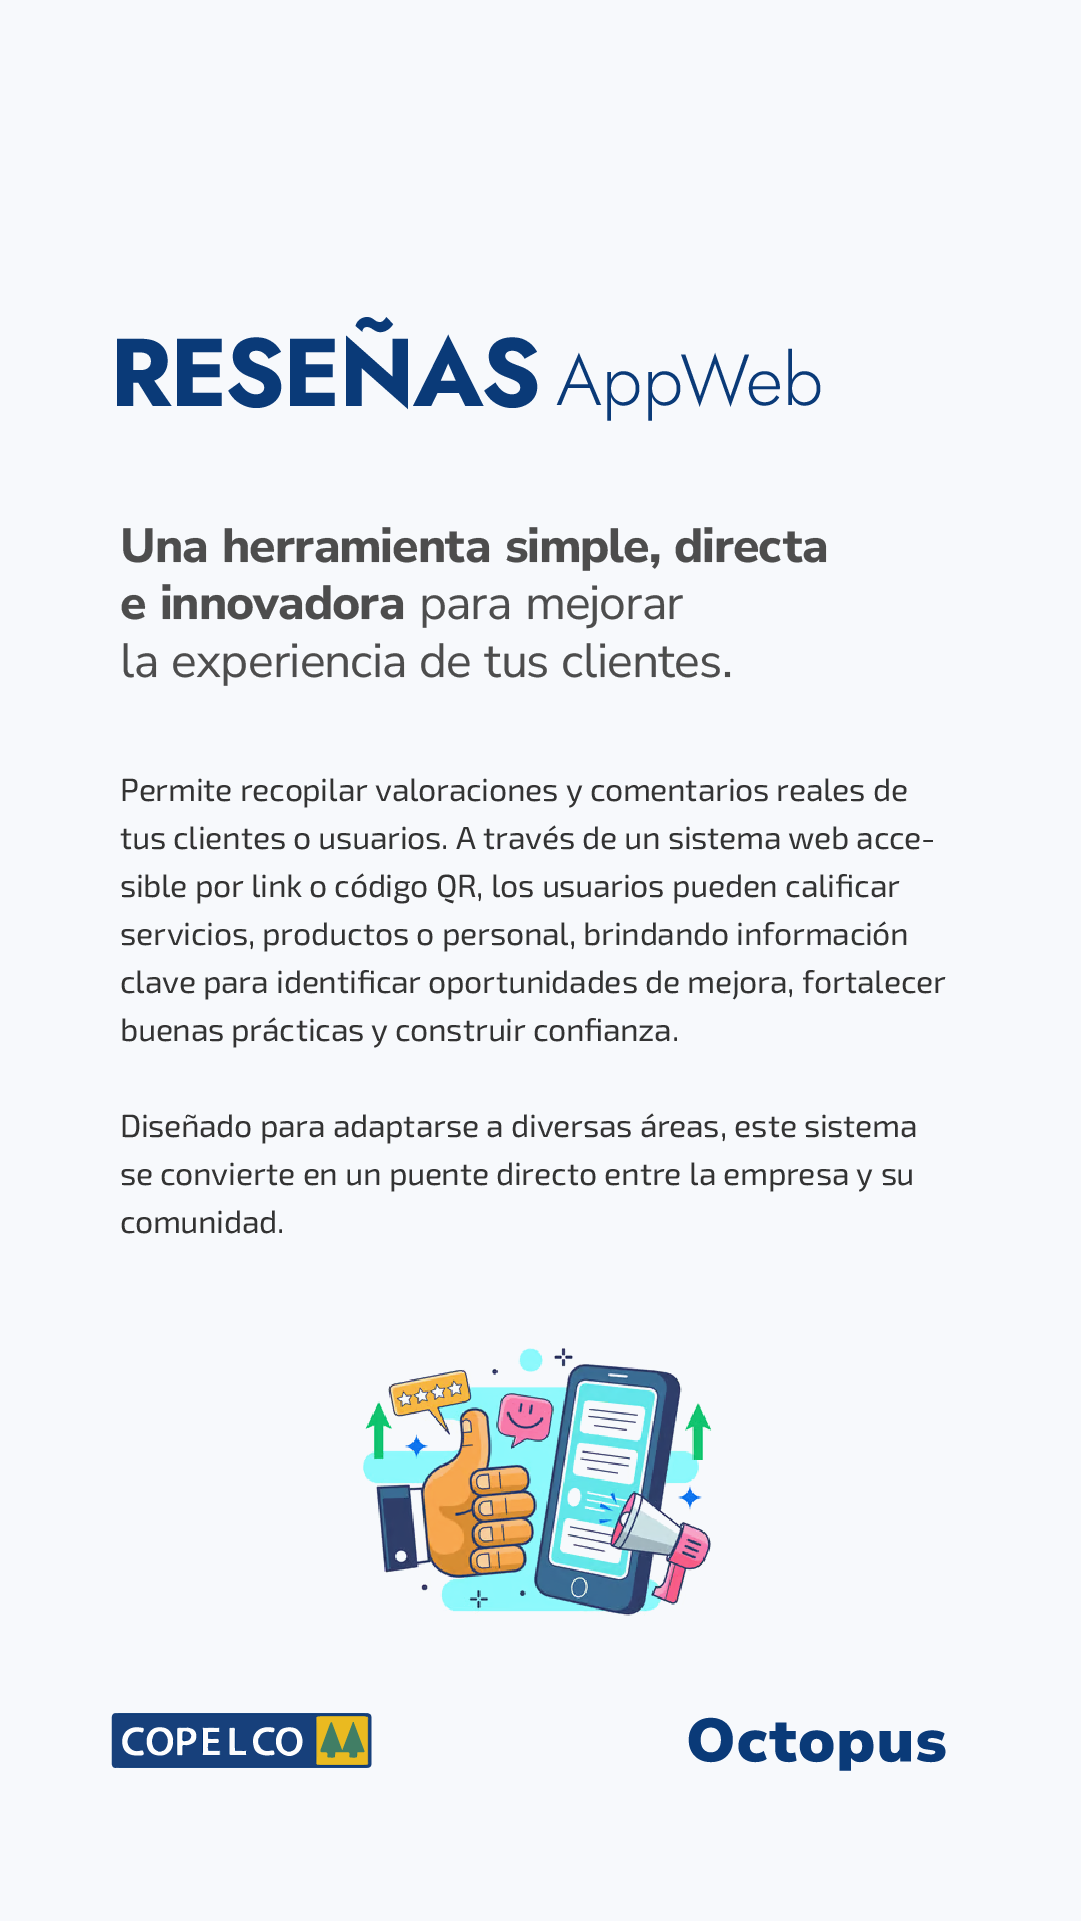 RESEÑAS AppWeb
Una herramienta simple, directa
e innovadora para mejorar
la experiencia de tus clientes.
Permite recopilar valoraciones y comentarios reales de
tus clientes o usuarios. A través de un sistema web acce-
sible por link o código QR, los usuarios pueden calificar
servicios, productos o personal, brindando información
clave para identificar oportunidades de mejora, fortalecer
buenas prácticas y construir confianza.
Diseñado para adaptarse a diversas áreas, este sistema
se convierte en un puente directo entre la empresa y su
comunidad.
COPELCO
Octopus